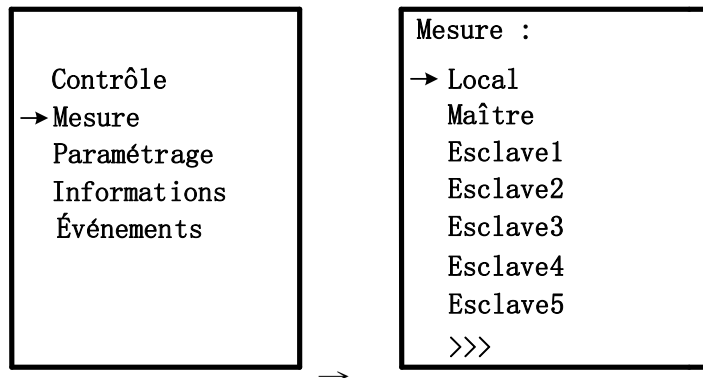 Contrôle
→Mesure
Paramétrage
Informations
Événements
→
Mesure :
→ Local
Maître
Esclave1
Esclave2
Esclave3
Esclave4
Esclave5
>>>